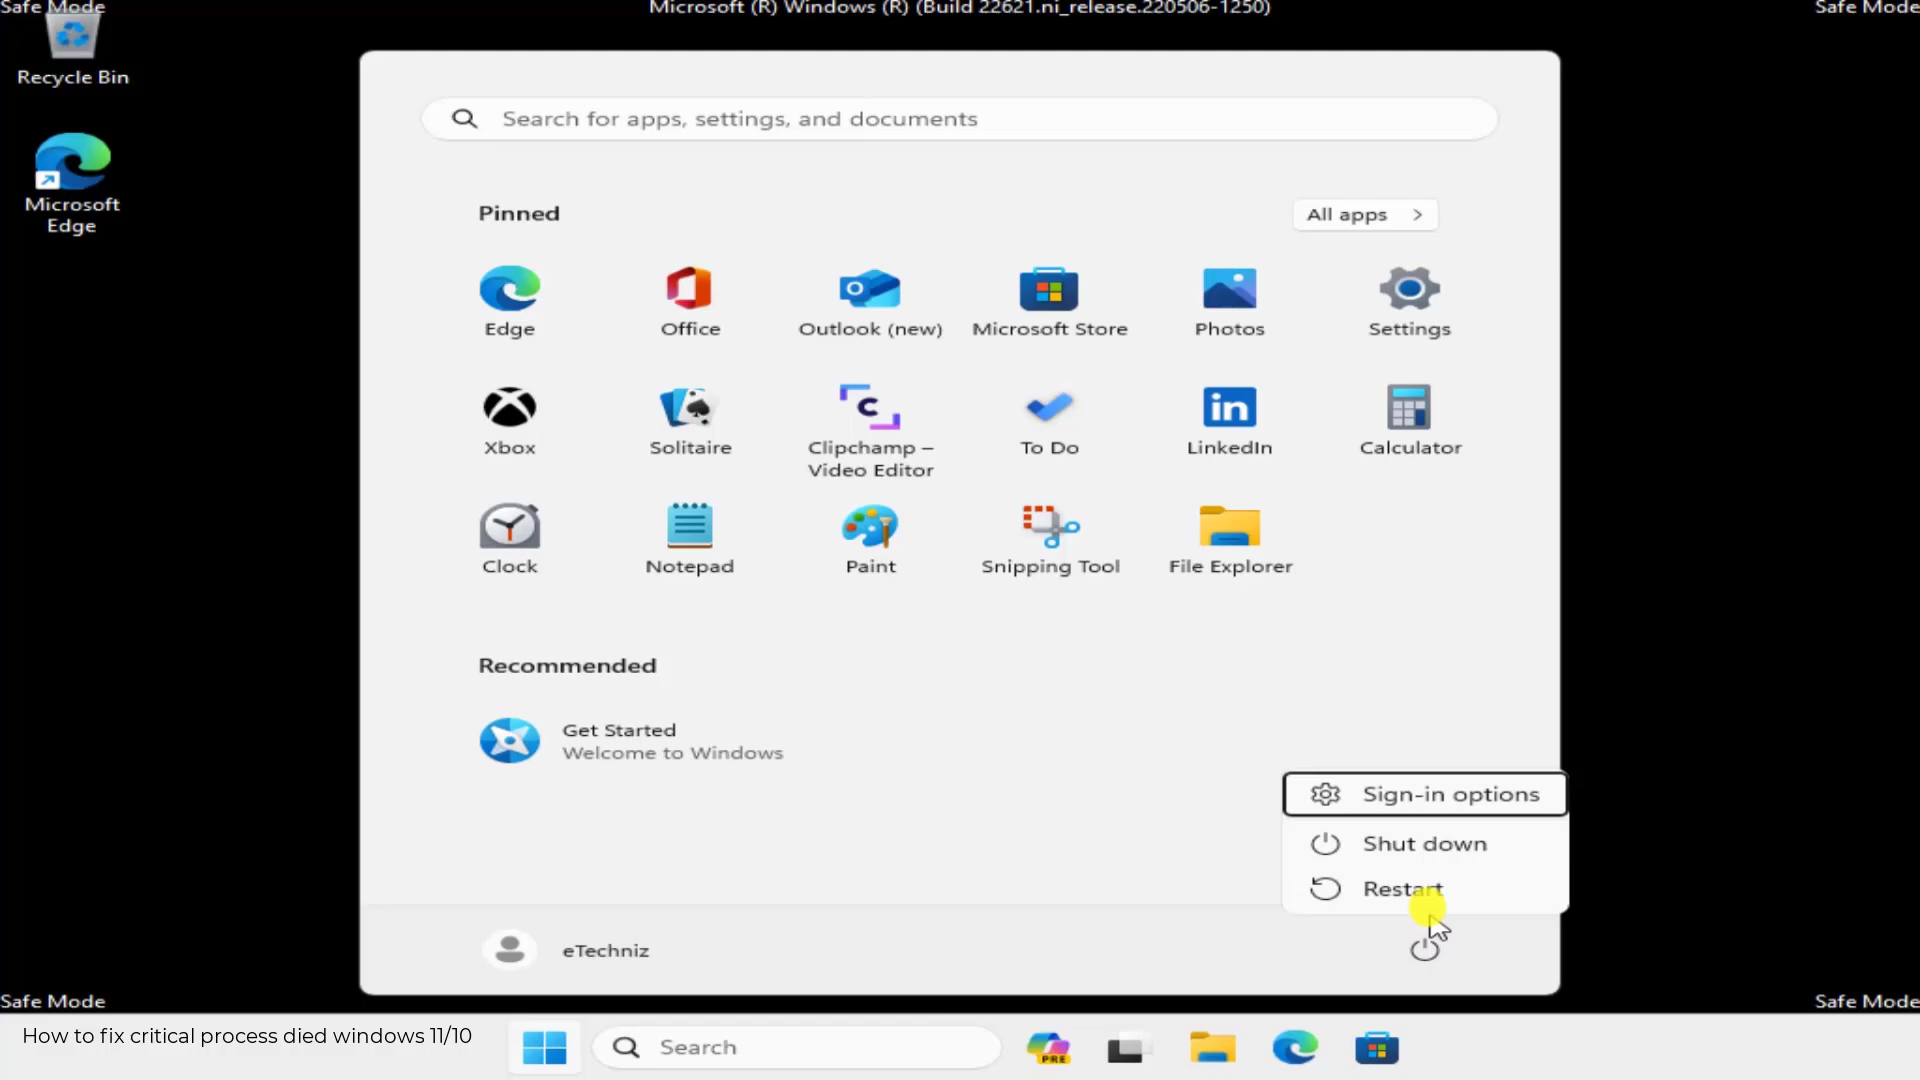 Safe Mode
Microsoft (R) Windows (R) (Build 22621.ni_release.220506-1250)
Safe Mode
Recycle Bin
Microsoft
Edge
Search for apps, settings, and documents
Pinned
All apps
Edge
Office
Outlook (new)
Microsoft Store
Photos
Settings
Xbox
Solitaire
Clipchamp –
Video Editor
To Do
LinkedIn
Calculator
Clock
Notepad
Paint
Snipping Tool
File Explorer
Recommended
Get Started
Welcome to Windows
Sign-in options
Shut down
Restart
eTechniz
Safe Mode
Safe Mode
How to fix critical process died windows 11/10
Search
PRE